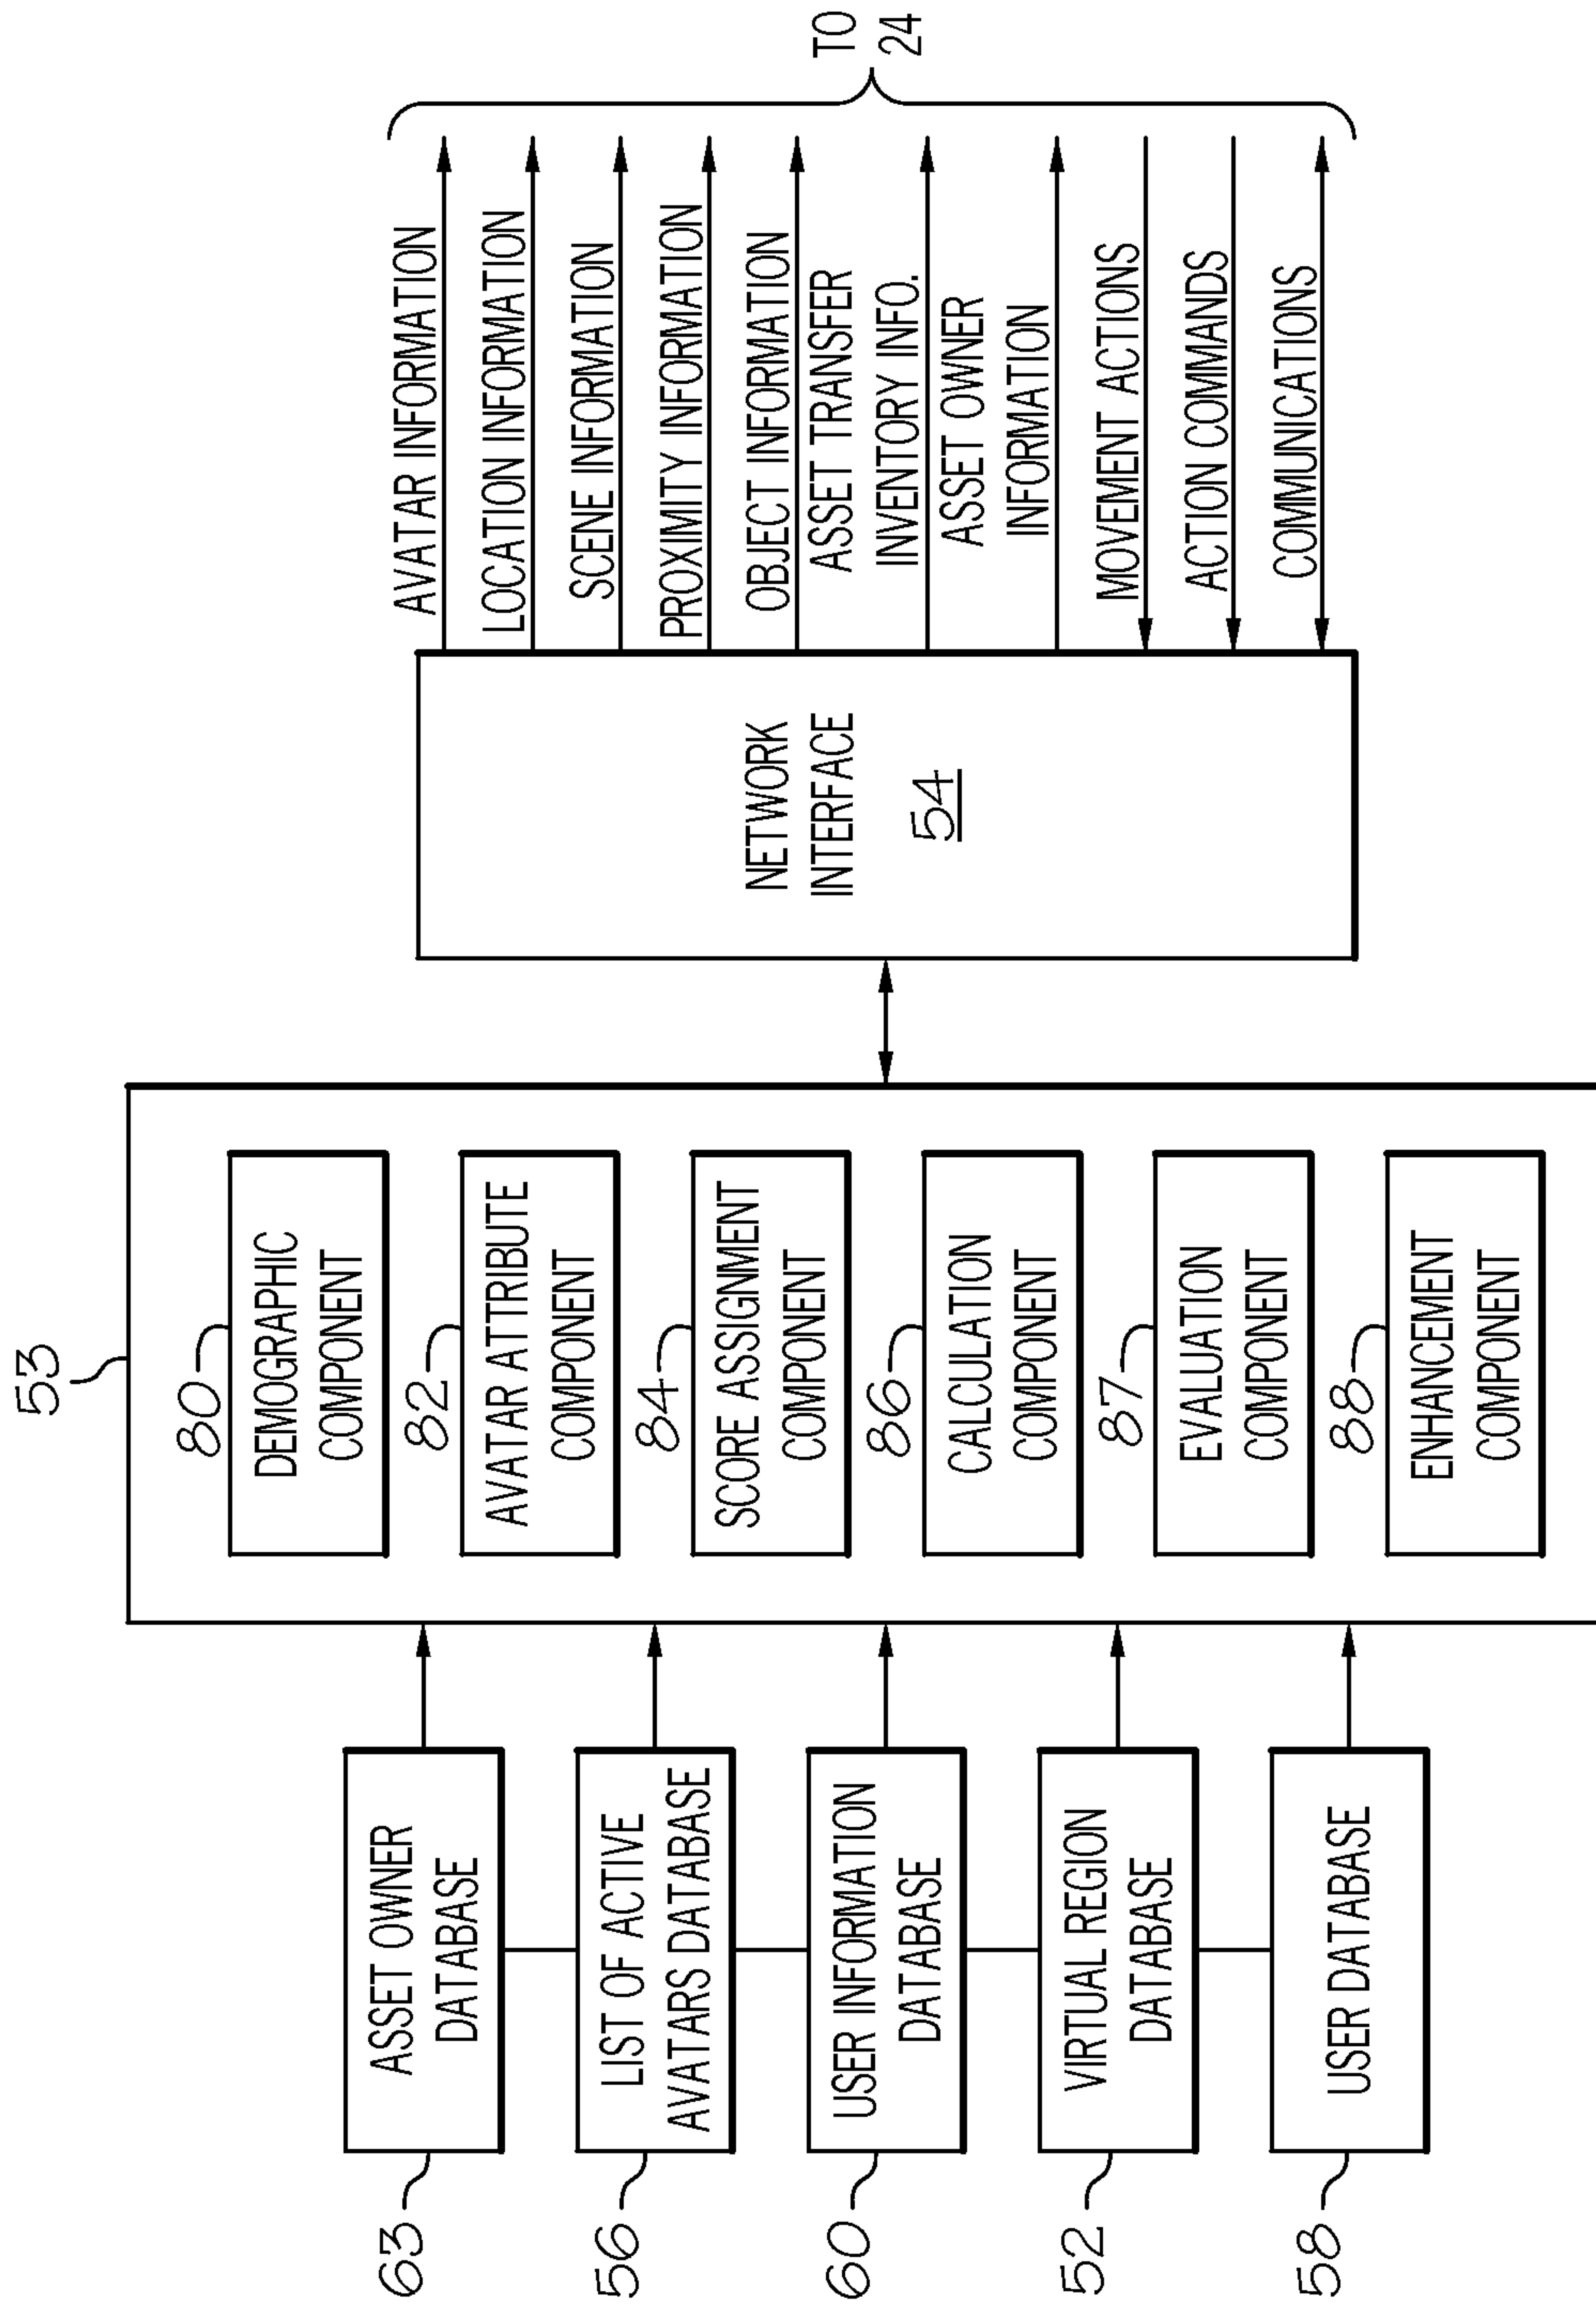 63
ASSET OWNER
DATABASE
56
LIST OF ACTIVE
AVATARS DATABASE
60
USER INFORMATION
DATABASE
52
VIRTUAL REGION
DATABASE
58
USER DATABASE
53
80
DEMOGRAPHIC
COMPONENT
82
AVATAR ATTRIBUTE
COMPONENT
84
SCORE ASSIGNMENT
COMPONENT
86
CALCULATION
COMPONENT
87
EVALUATION
COMPONENT
88
ENHANCEMENT
COMPONENT
NETWORK
INTERFACE
54
AVATAR INFORMATION
LOCATION INFORMATION
SCENE INFORMATION
PROXIMITY INFORMATION
OBJECT INFORMATION
ASSET TRANSFER
INVENTORY INFO.
ASSET OWNER
INFORMATION
MOVEMENT ACTIONS
ACTION COMMANDS
COMMUNICATIONS
TO
24